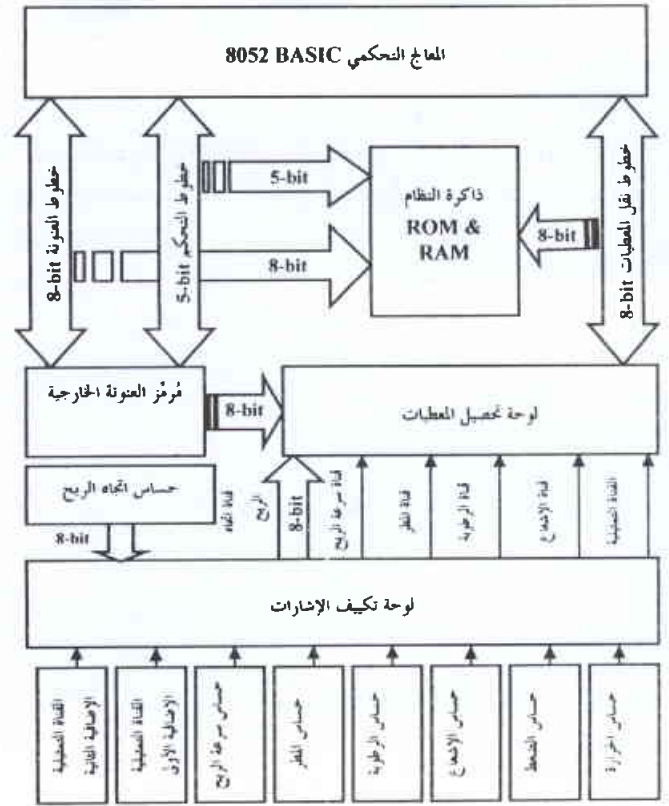 المعالج التحكمي 8052 BASIC
خطوط العنونة 8-bit
خطوط التحكم 5-bit
5-bit
8-bit
ذاكرة النظام
ROM &
RAM
8-bit
خطوط نقل المعطيات 8-bit
مُرمّز العنونة الخارجية
8-bit
لوحة تحصيل المعطيات
حساس اتجاه الريح
8-bit
قناة اتجاه
الريح
8-bit
قناة سرعة الريح
قناة المطر
قناة الرطوبة
قناة الإشعاع
القناة التمثيلية
لوحة تكييف الإشارات
القناة التمثيلية
الإضافية الثانية
القناة التمثيلية
الإضافية الأولى
حساس سرعة الريح
حساس المطر
حساس الرطوبة
حساس الإشعاع
حساس الضغط
حساس الحرارة